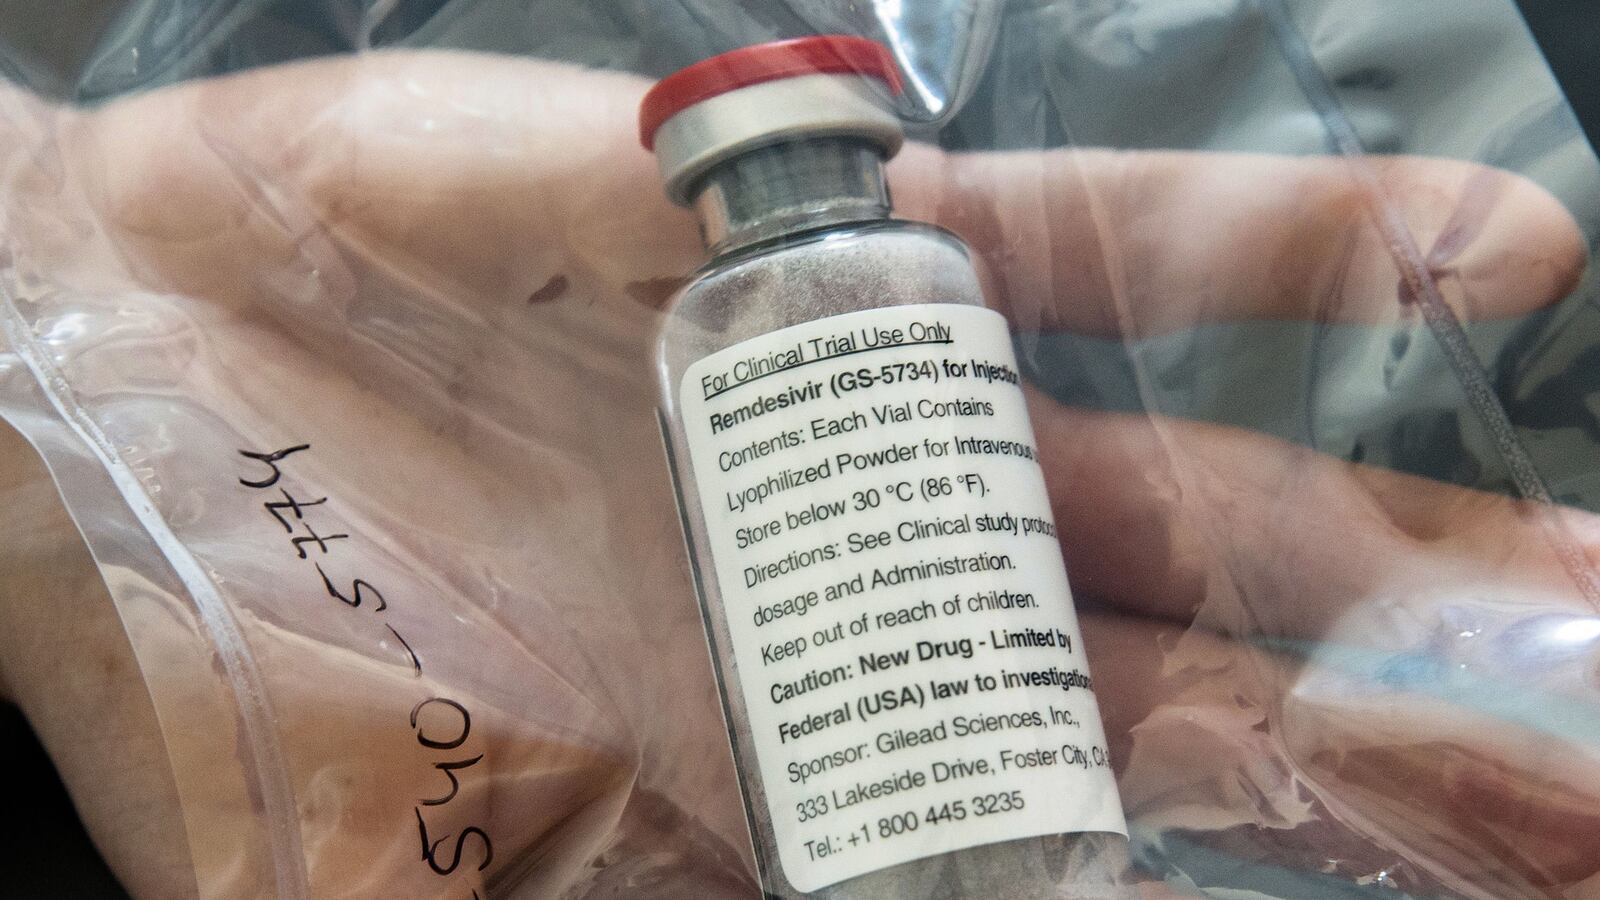 For Clinical Trial Use Only
Remdesivir (GS-5734) for Injection
Contents: Each Vial Contains
Lyophilized Powder for Intravenous
Store below 30 °C (86 °F).
Directions: See Clinical study protoco
dosage and Administration.
Keep out of reach of children.
Caution: New Drug - Limited by
Federal (USA) law to investigationa
Sponsor: Gilead Sciences, Inc.,
333 Lakeside Drive, Foster City, CA
Tel.: +1 800 445 3235